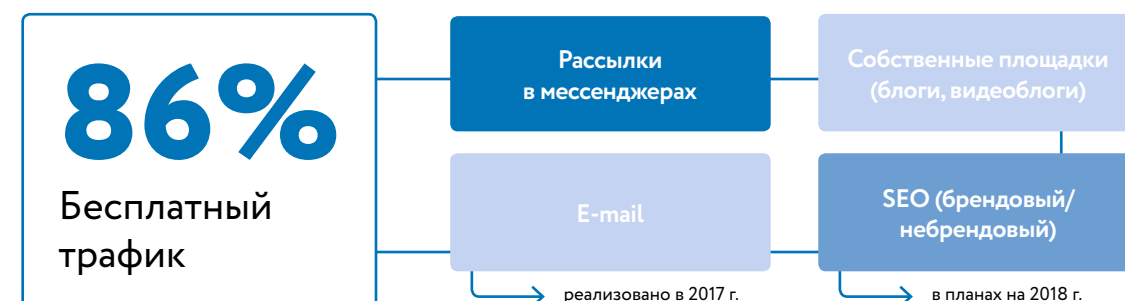 86%
Бесплатный
трафик
Рассылки
в мессенджерах
Собственные площадки
(блоги, видеоблоги)
E-mail
SEO (брендовый/
небрендовый)
реализовано в 2017 г.
в планах на 2018 г.